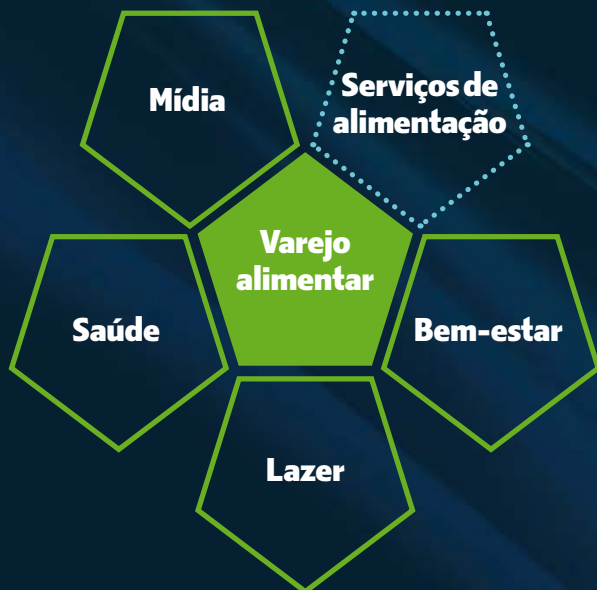 Mídia
Serviços de
alimentação
Varejo
alimentar
Saúde
Bem-estar
Lazer